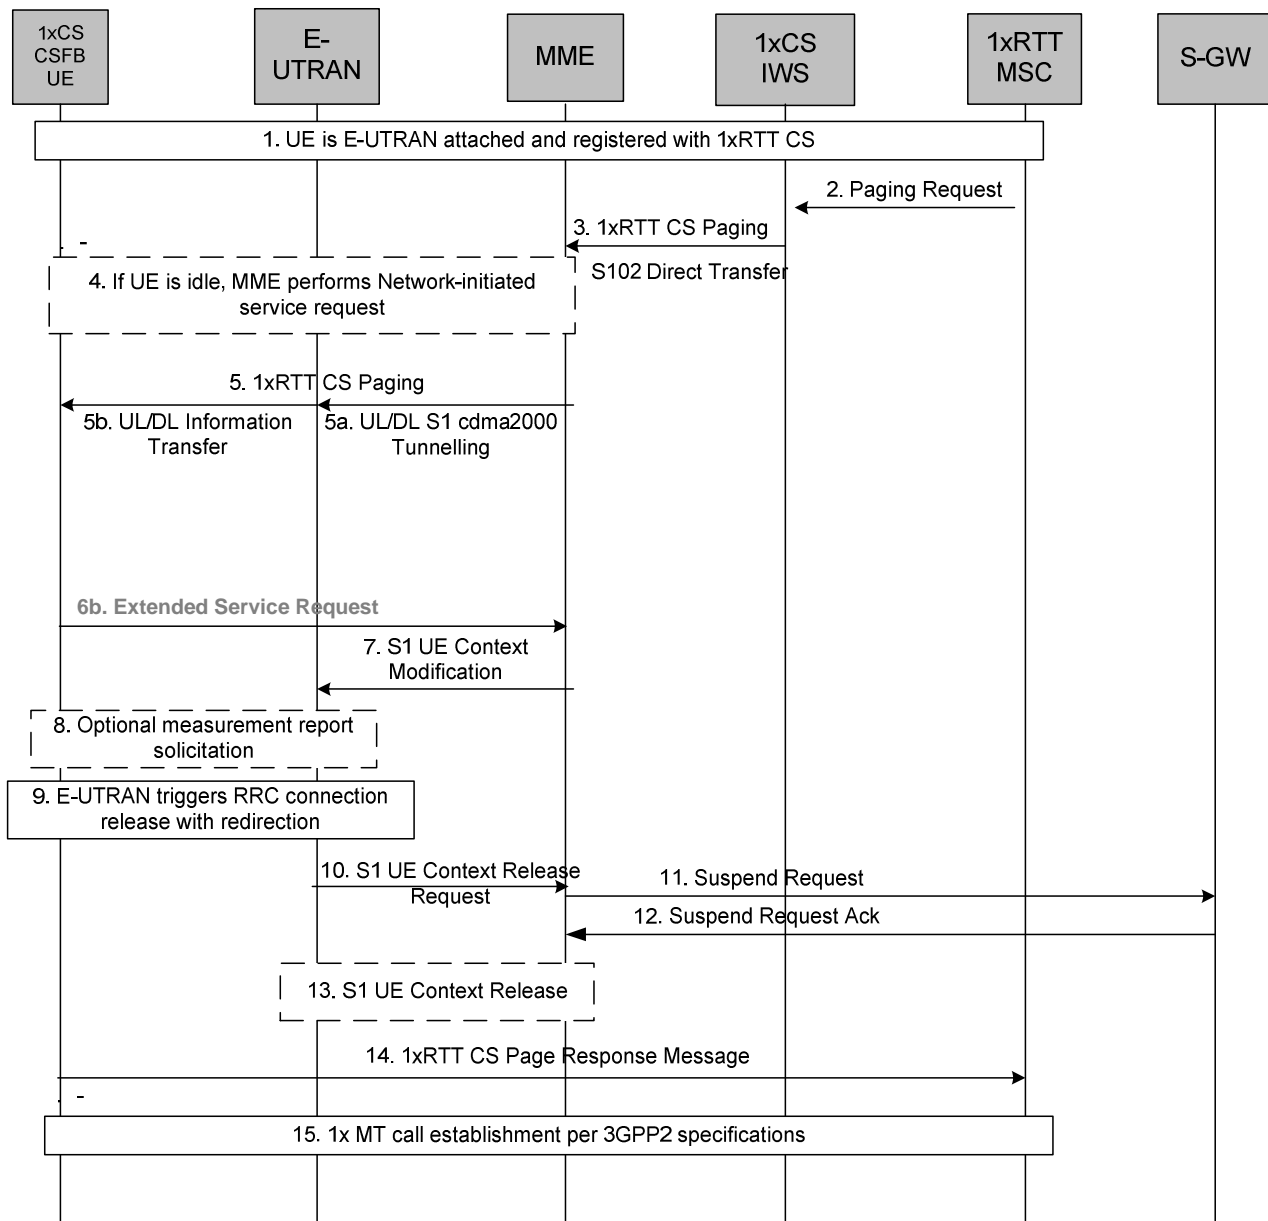 1xCS
CSFB
UE
E-
UTRAN
MME
1xCS
IWS
1xRTT
MSC
S-GW
1. UE is E-UTRAN attached and registered with 1xRTT CS
2. Paging Request
3. 1xRTT CS Paging
S102 Direct Transfer
4. If UE is idle, MME performs Network-initiated
service request
5. 1xRTT CS Paging
5b. UL/DL Information
Transfer
5a. UL/DL S1 cdma2000
Tunnelling
6b. Extended Service Request
7. S1 UE Context
Modification
8. Optional measurement report
solicitation
9. E-UTRAN triggers RRC connection
release with redirection
10. S1 UE Context Release
Request
11. Suspend Request
12. Suspend Request Ack
13. S1 UE Context Release
14. 1xRTT CS Page Response Message
15. 1x MT call establishment per 3GPP2 specifications